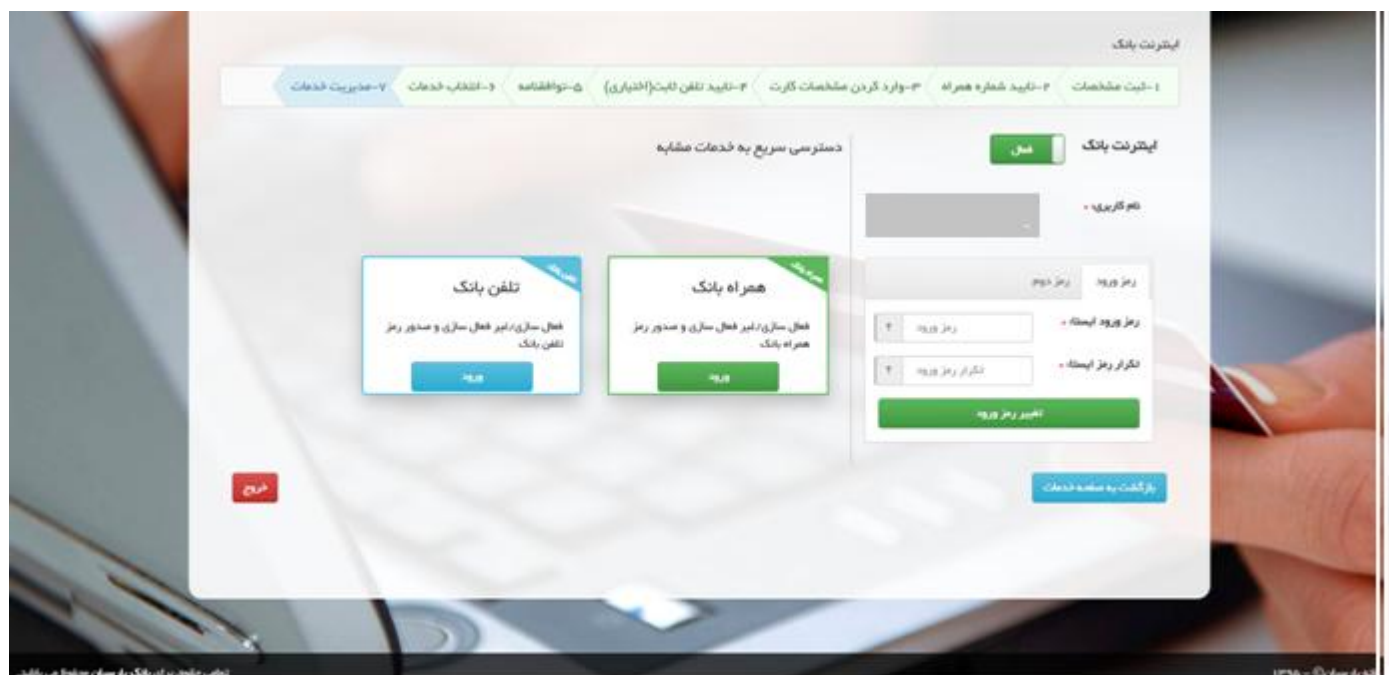 اینترنت بانک
۱-ثبت مشخصات ۲-تایید شماره همراه ۳-وارد کردن مشخصات کارت ۴-تایید تلفن ثابت(اختیاری) ۵-توافقنامه ۶-انتخاب خدمات ۷-مدیریت خدمات
اینترنت بانک فعال
دسترسی سریع به خدمات مشابه
نام کاربری: *
همراه بانک
همراه بانک
فعال سازی/غیر فعال سازی و صدور رمز
همراه بانک
ورود
تلفن بانک
تلفن بانک
فعال سازی/غیر فعال سازی و صدور رمز
تلفن بانک
ورود
رمز ورود رمز دوم
رمز ورود ایستا: * رمز ورود ?
تکرار رمز ایستا: * تکرار رمز ورود ?
تغییر رمز ورود
بازگشت به صفحه خدمات
خروج